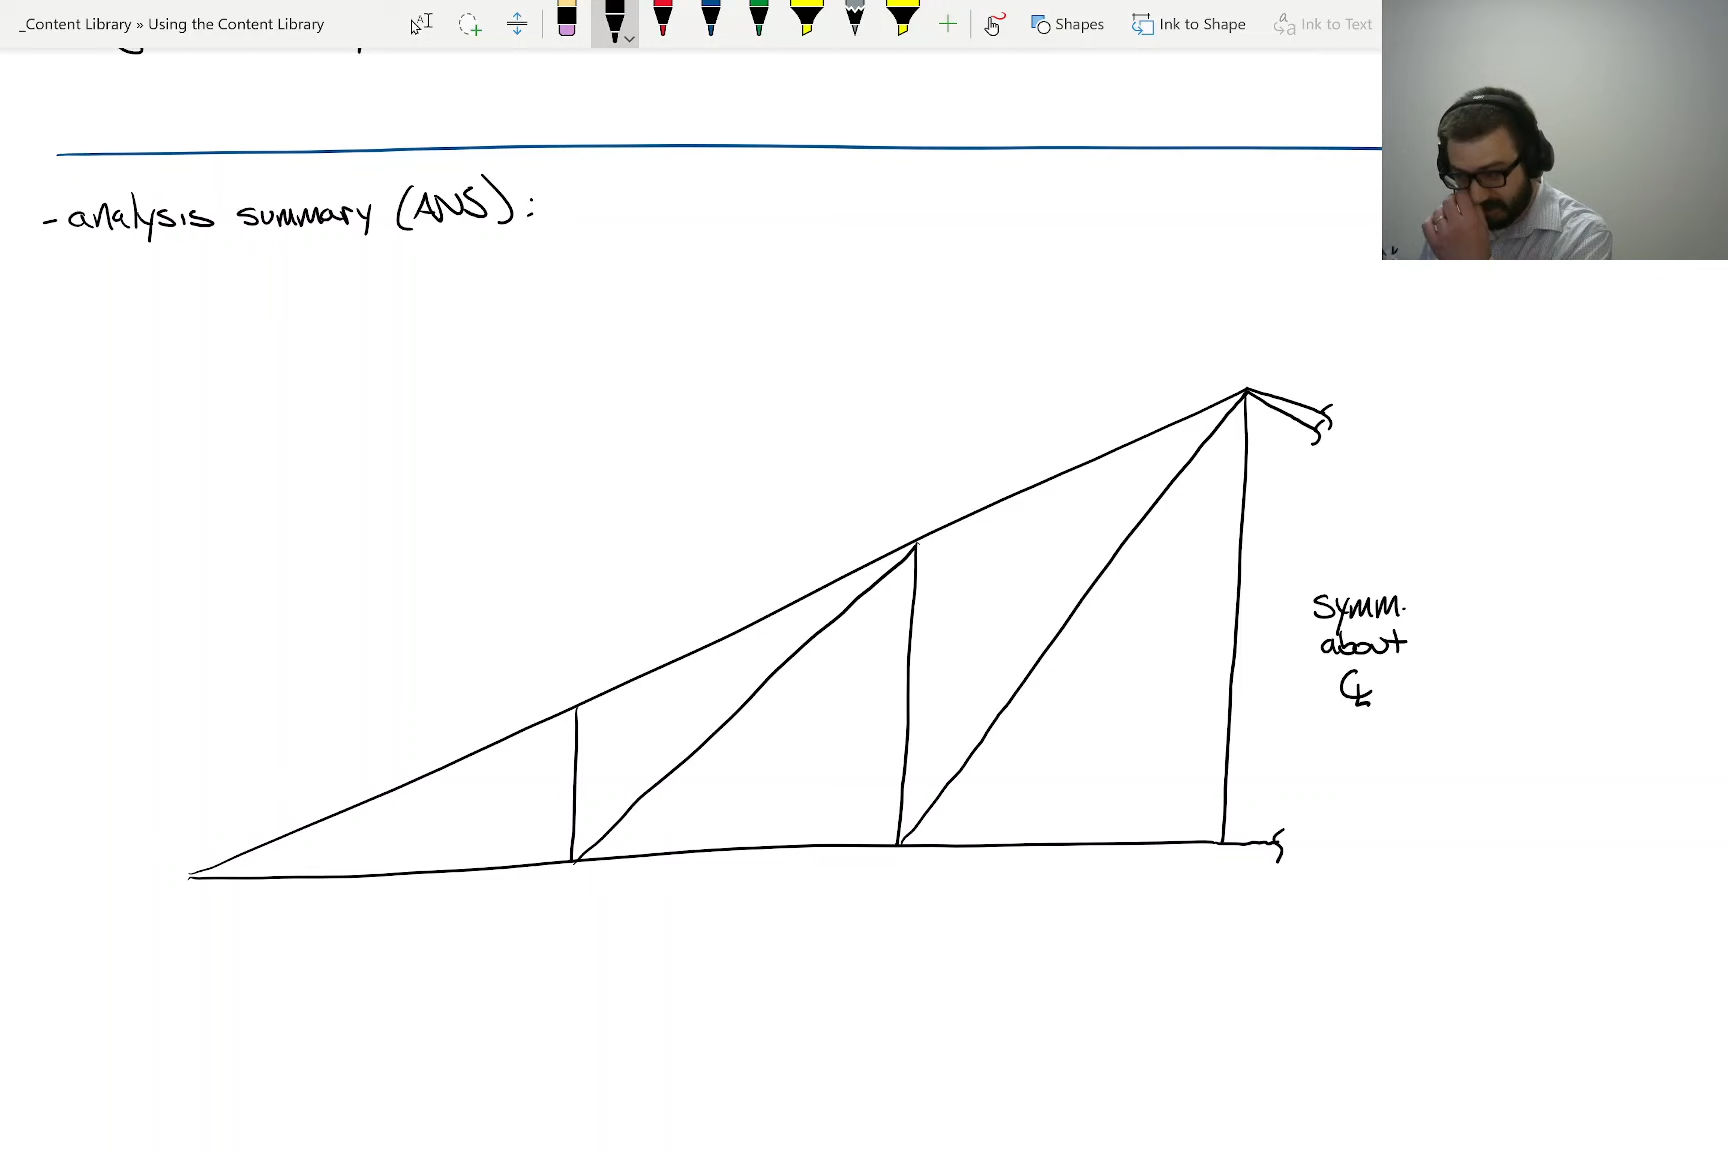 _Content Library » Using the Content Library
Shapes
Ink to Shape
Ink to Text
- analysis summary (ANS):
symm.
about
℄